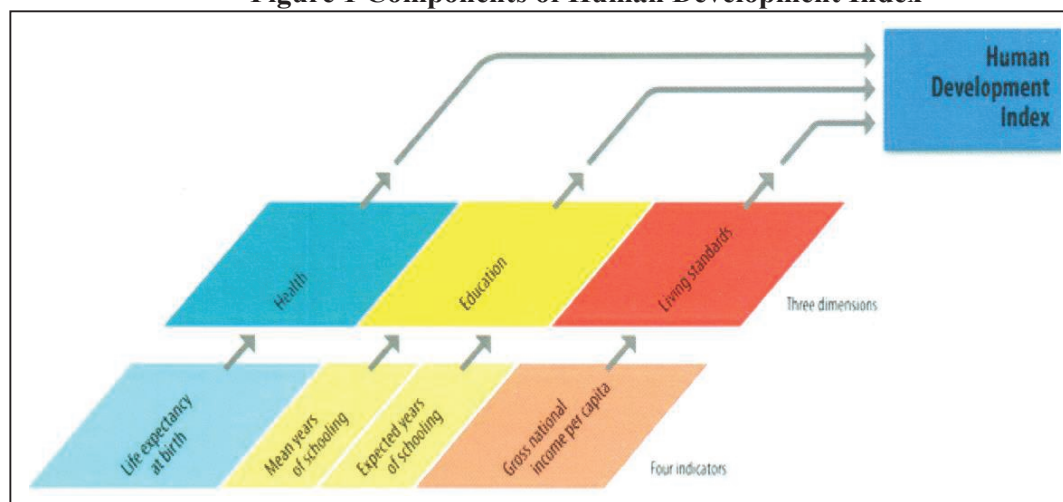 Figure 1 Components of Human Development Index
Human
Development
Index
Health
Education
Living standards
Three dimensions
Life expectancy
at birth
Mean years
of schooling
Expected years
of schooling
Gross national
income per capita
Four indicators